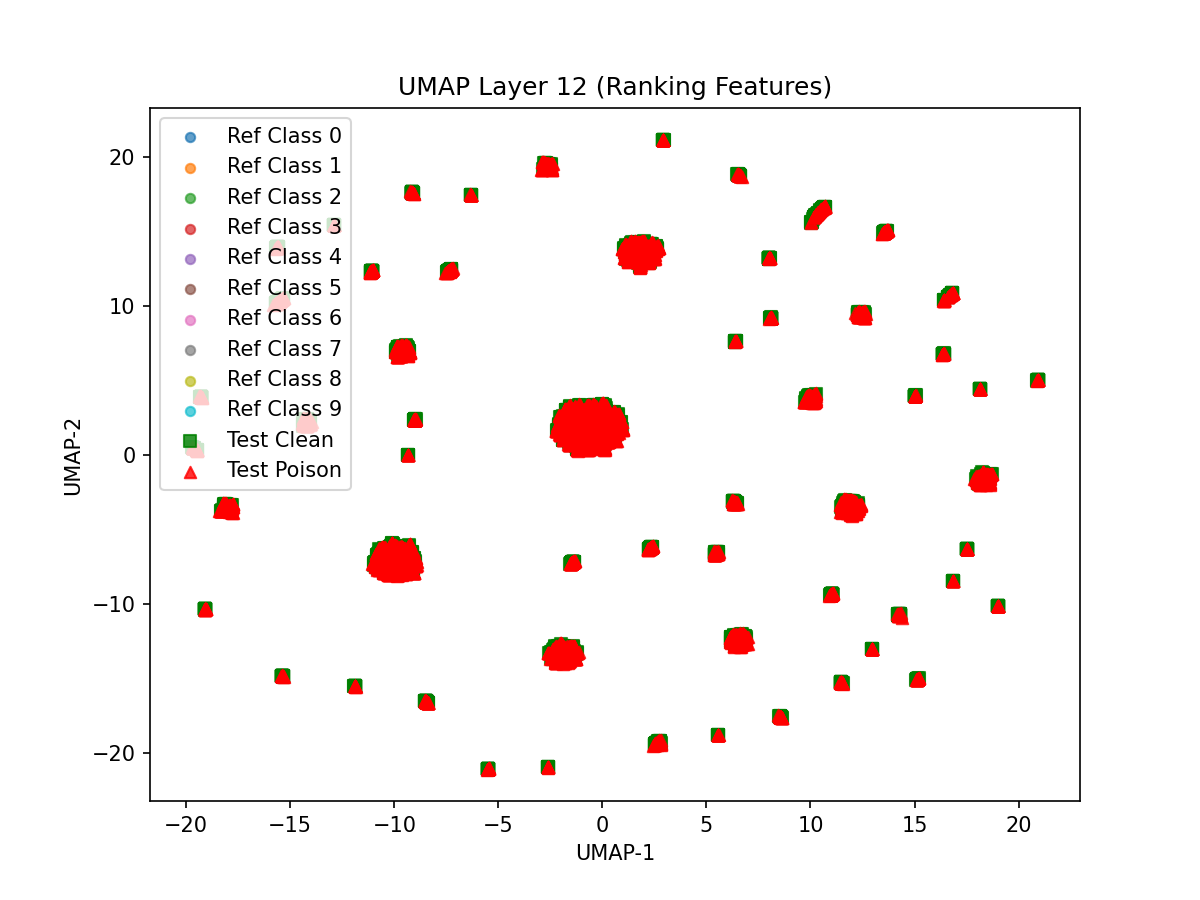 UMAP Layer 12 (Ranking Features)
Ref Class 0
Ref Class 1
Ref Class 2
Ref Class 3
Ref Class 4
Ref Class 5
Ref Class 6
Ref Class 7
Ref Class 8
Ref Class 9
Test Clean
Test Poison
20
10
0
−10
−20
UMAP-2
−20 −15 −10 −5 0 5 10 15 20
UMAP-1